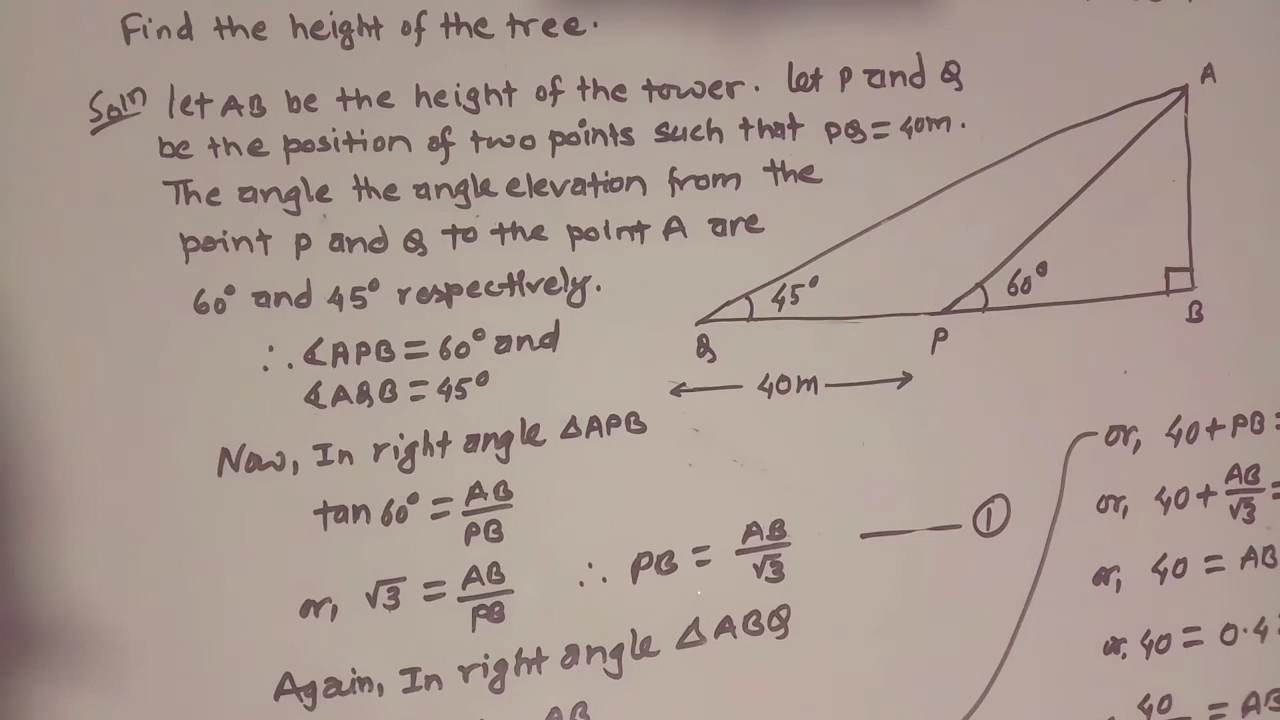 Find the height of the tree.
Soln let AB be the height of the tower. let P and Q
be the position of two points such that PQ = 40m.
The angle the angle elevation from the
point P and Q to the point A are
60° and 45° respectively.
∴ ∡APB = 60° and
∡AQB = 45°
Now, In right angle ΔAPB
tan 60° = AB/PB
or, √3 = AB/PB ∴ PB = AB/√3 —— ①
Again, In right angle ΔABQ
AB
A
45°
60°
Q
P
B
40m
or, 40 + PB =
or, 40 + AB/√3 =
or, 40 = AB
or, 40 = 0.4
40 = AB